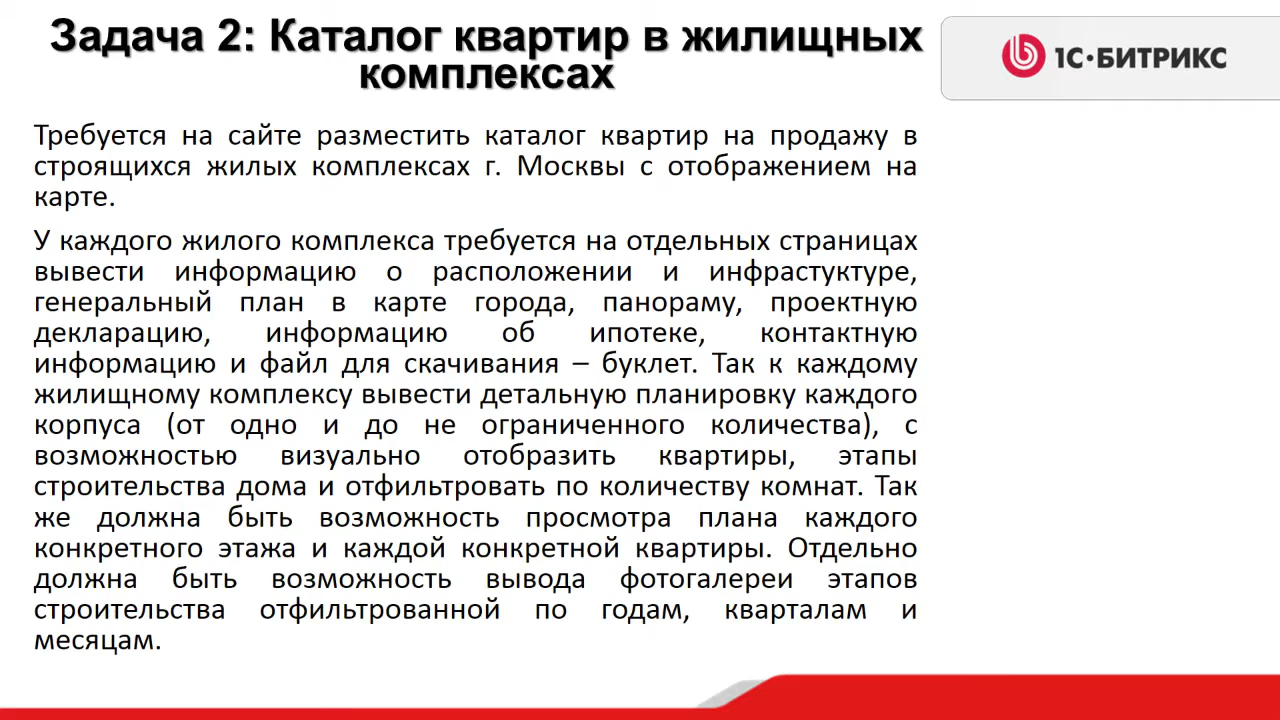 Задача 2: Каталог квартир в жилищных
комплексах
1С•БИТРИКС
Требуется на сайте разместить каталог квартир на продажу в
строящихся жилых комплексах г. Москвы с отображением на
карте.
У каждого жилого комплекса требуется на отдельных страницах
вывести информацию о расположении и инфрастуктуре,
генеральный план в карте города, панораму, проектную
декларацию, информацию об ипотеке, контактную
информацию и файл для скачивания – буклет. Так к каждому
жилищному комплексу вывести детальную планировку каждого
корпуса (от одно и до не ограниченного количества), с
возможностью визуально отобразить квартиры, этапы
строительства дома и отфильтровать по количеству комнат. Так
же должна быть возможность просмотра плана каждого
конкретного этажа и каждой конкретной квартиры. Отдельно
должна быть возможность вывода фотогалереи этапов
строительства отфильтрованной по годам, кварталам и
месяцам.